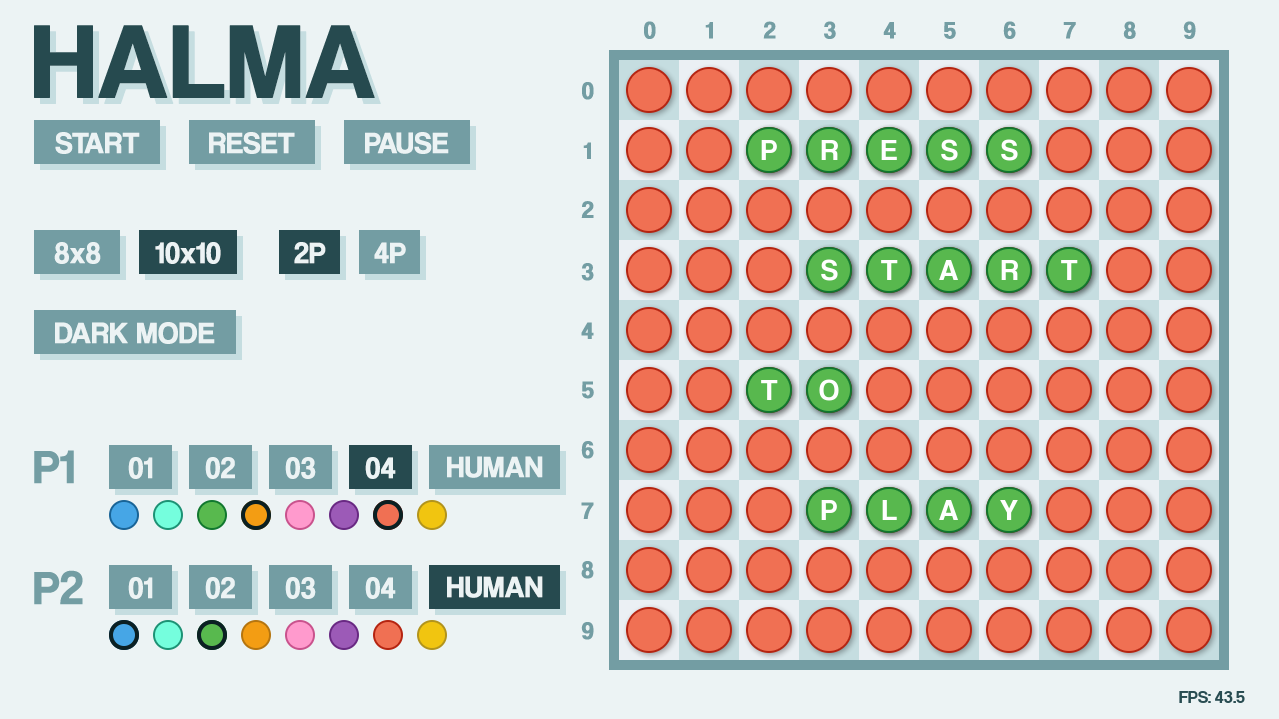 HALMA
START RESET PAUSE
8x8 10x10 2P 4P
DARK MODE
P1 01 02 03 04 HUMAN
P2 01 02 03 04 HUMAN
0 1 2 3 4 5 6 7 8 9
0
1 P R E S S
2
3 S T A R T
4
5 T O
6
7 P L A Y
8
9
FPS: 43.5